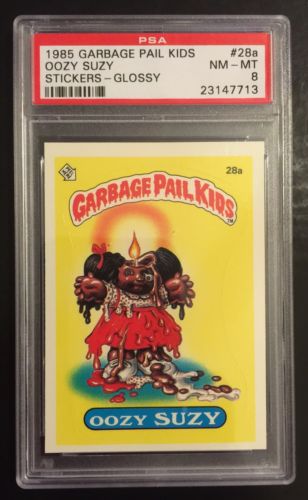 PSA
1985 GARBAGE PAIL KIDS #28a
OOZY SUZY NM-MT
STICKERS-GLOSSY 8
23147713
28a
GARBAGE PAIL KIDS
TM
OOZY SUZY